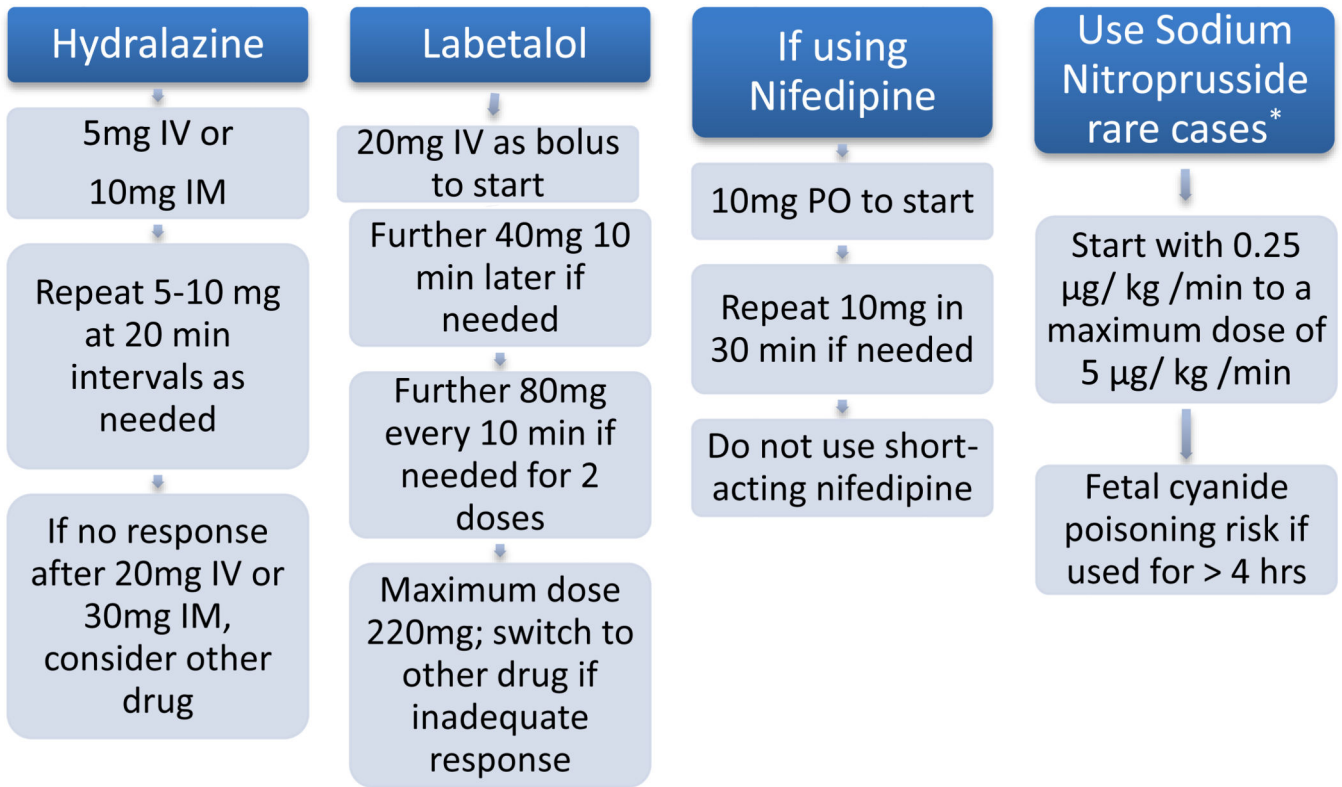 Hydralazine
5mg IV or
10mg IM
Repeat 5-10 mg
at 20 min
intervals as
needed
If no response
after 20mg IV or
30mg IM,
consider other
drug
Labetalol
20mg IV as bolus
to start
Further 40mg 10
min later if
needed
Further 80mg
every 10 min if
needed for 2
doses
Maximum dose
220mg; switch to
other drug if
inadequate
response
If using
Nifedipine
10mg PO to start
Repeat 10mg in
30 min if needed
Do not use short-
acting nifedipine
Use Sodium
Nitroprusside
rare cases*
Start with 0.25
µg/ kg /min to a
maximum dose of
5 µg/ kg /min
Fetal cyanide
poisoning risk if
used for > 4 hrs